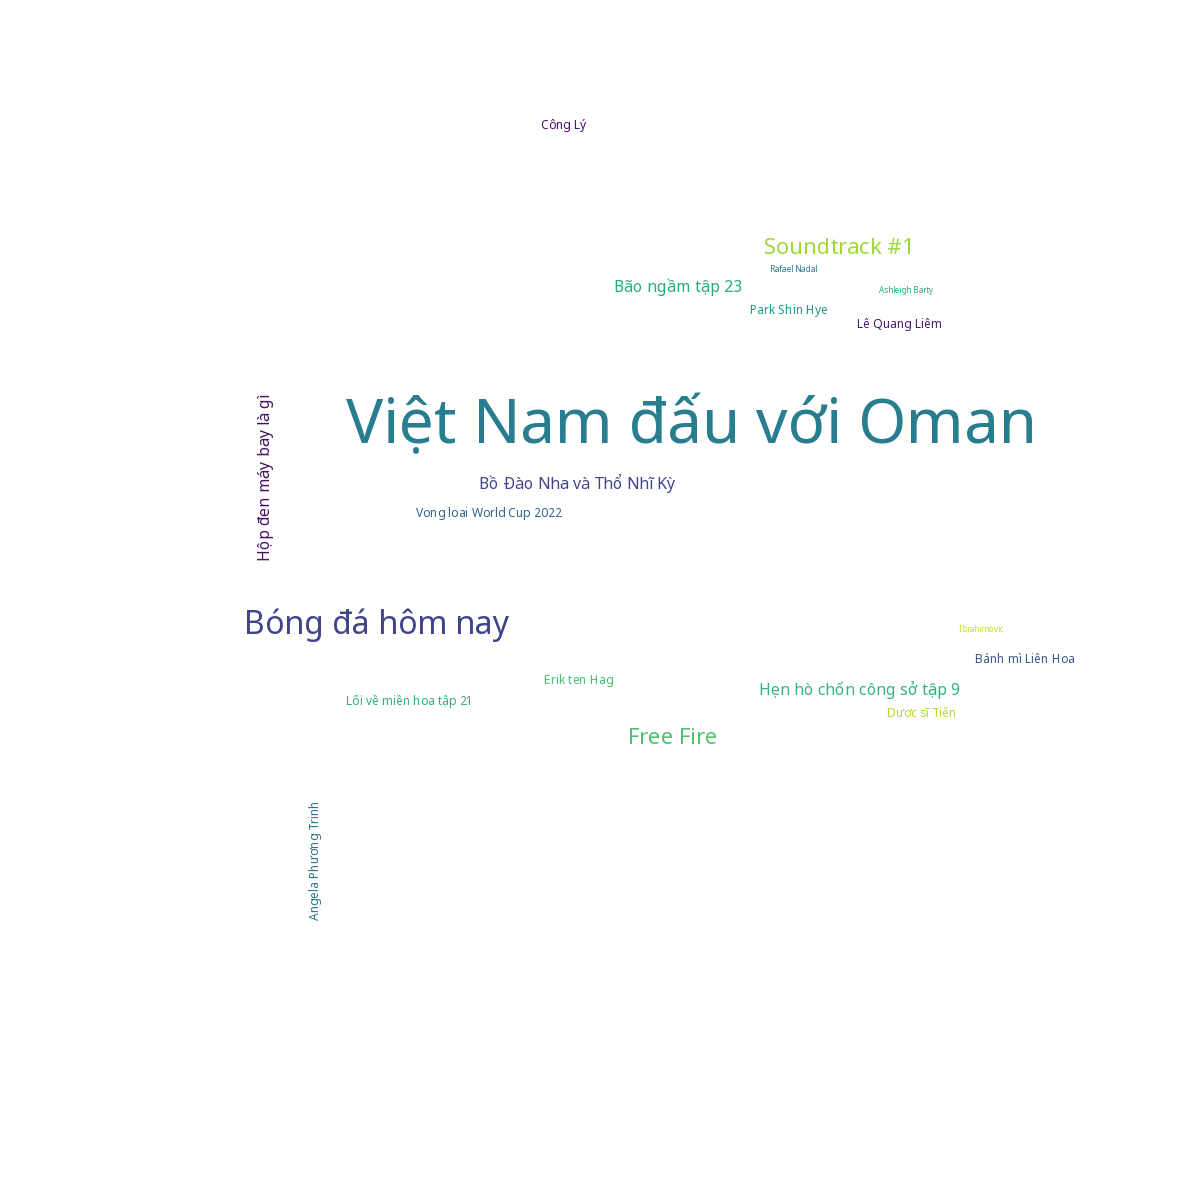 Công Lý
Soundtrack #1
Rafael Nadal
Bão ngầm tập 23
Ashleigh Barty
Park Shin Hye
Lê Quang Liêm
Hộp đen máy bay là gì
Việt Nam đấu với Oman
Bồ Đào Nha và Thổ Nhĩ Kỳ
Vong loai World Cup 2022
Bóng đá hôm nay
Ibrahimovic
Bánh mì Liên Hoa
Erik ten Hag
Hẹn hò chốn công sở tập 9
Lối về miền hoa tập 21
Dược sĩ Tiến
Free Fire
Angela Phương Trinh